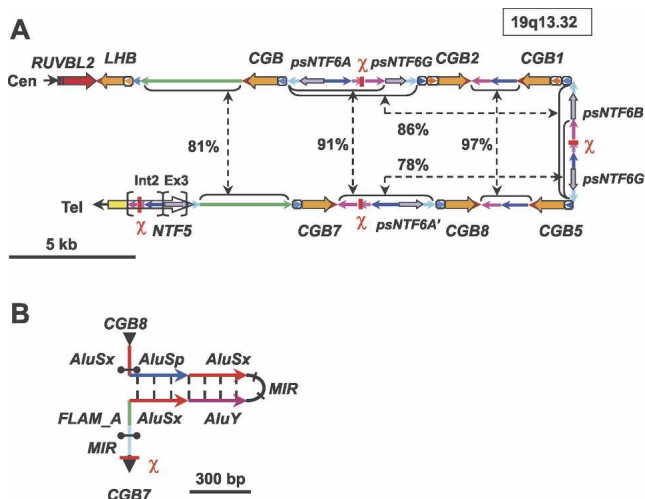 19q13.32
A
RUVBL2 LHB CGB psNTF6A χ psNTF6G CGB2 CGB1
Cen
psNTF6B
86%
81% 91% 97% χ
78%
psNTF6G
Int2 Ex3
Tel
χ NTF5 CGB7 χ psNTF6A' CGB8 CGB5
5 kb
B
CGB8
AluSx AluSp AluSx
MIR
FLAM_A AluSx AluY
MIR
χ
CGB7 300 bp